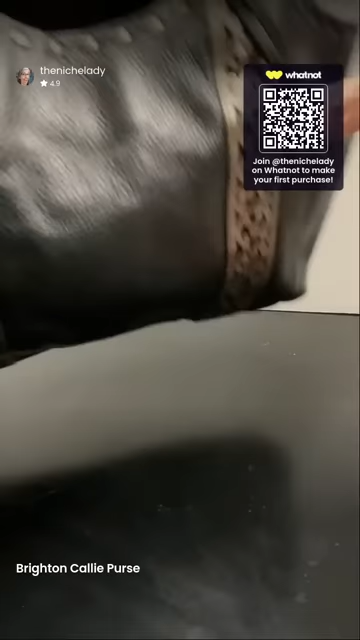 thenichelady
★ 4.9
whatnot
Join @thenichelady
on Whatnot to make
your first purchase!
Brighton Callie Purse